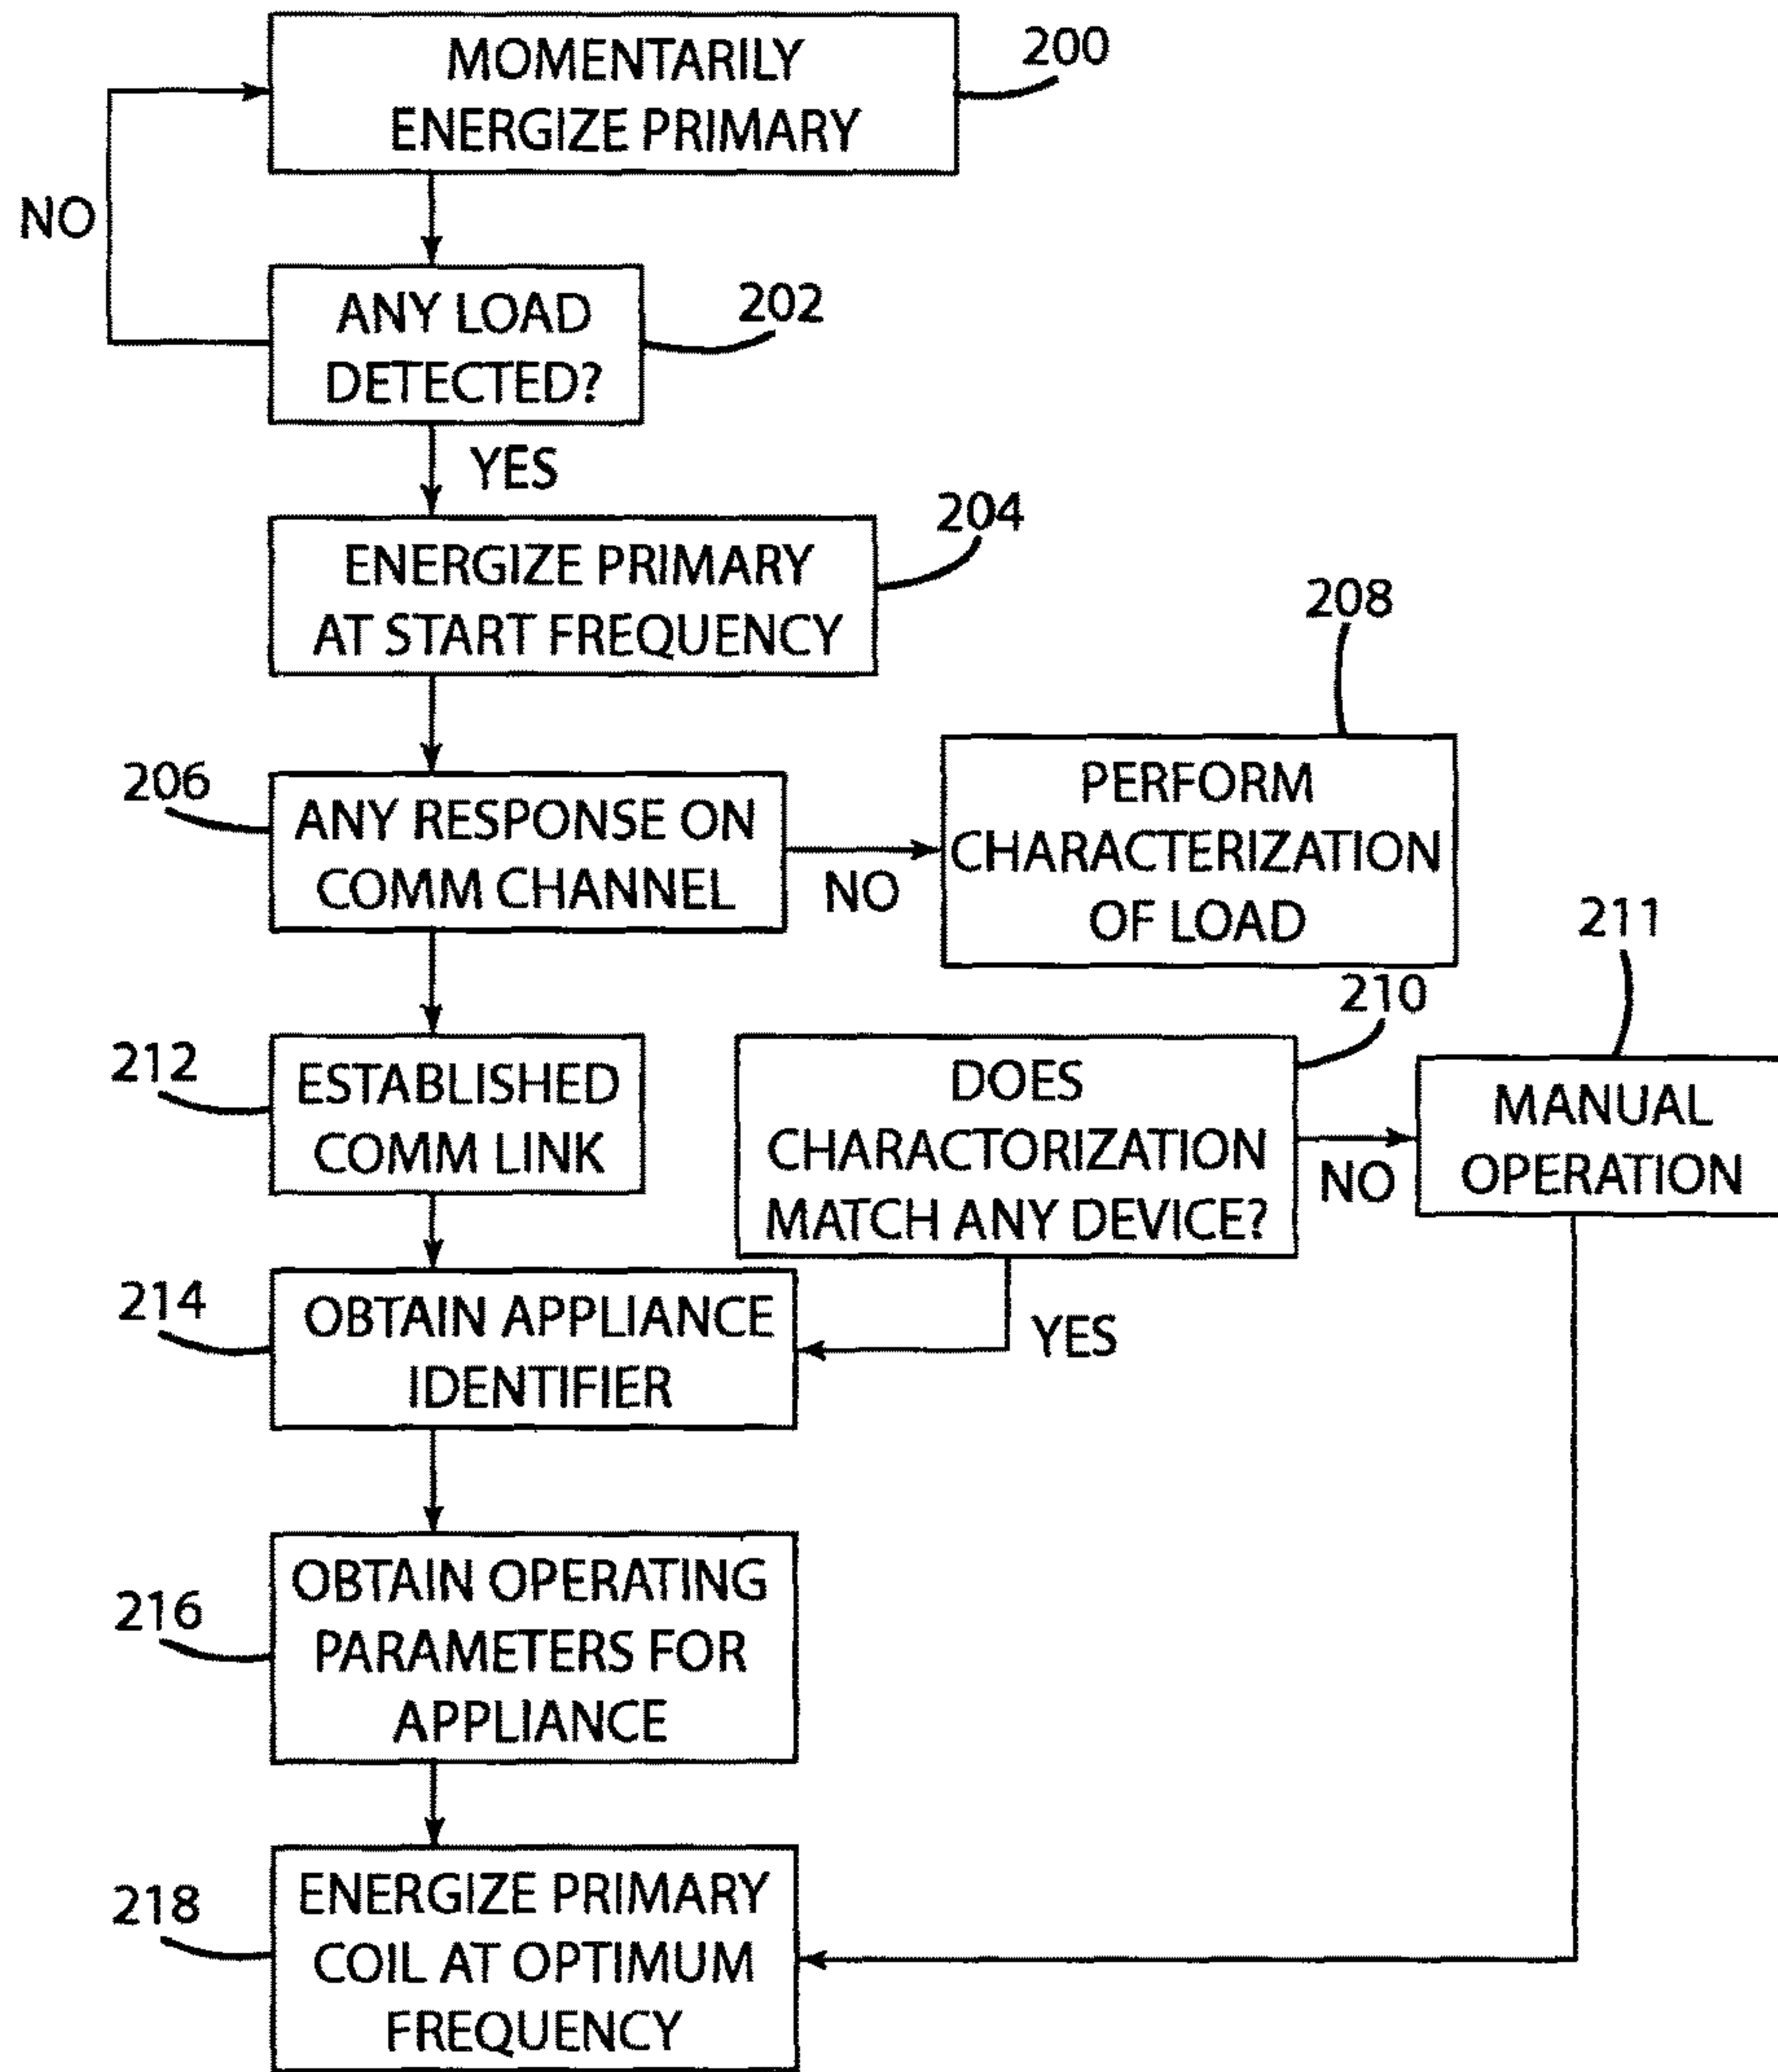 MOMENTARILY
ENERGIZE PRIMARY
200
NO
ANY LOAD
DETECTED?
202
YES
ENERGIZE PRIMARY
AT START FREQUENCY
204
206
ANY RESPONSE ON
COMM CHANNEL
NO
208
PERFORM
CHARACTERIZATION
OF LOAD
212
ESTABLISHED
COMM LINK
210
DOES
CHARACTORIZATION
MATCH ANY DEVICE?
NO
211
MANUAL
OPERATION
YES
214
OBTAIN APPLIANCE
IDENTIFIER
216
OBTAIN OPERATING
PARAMETERS FOR
APPLIANCE
218
ENERGIZE PRIMARY
COIL AT OPTIMUM
FREQUENCY